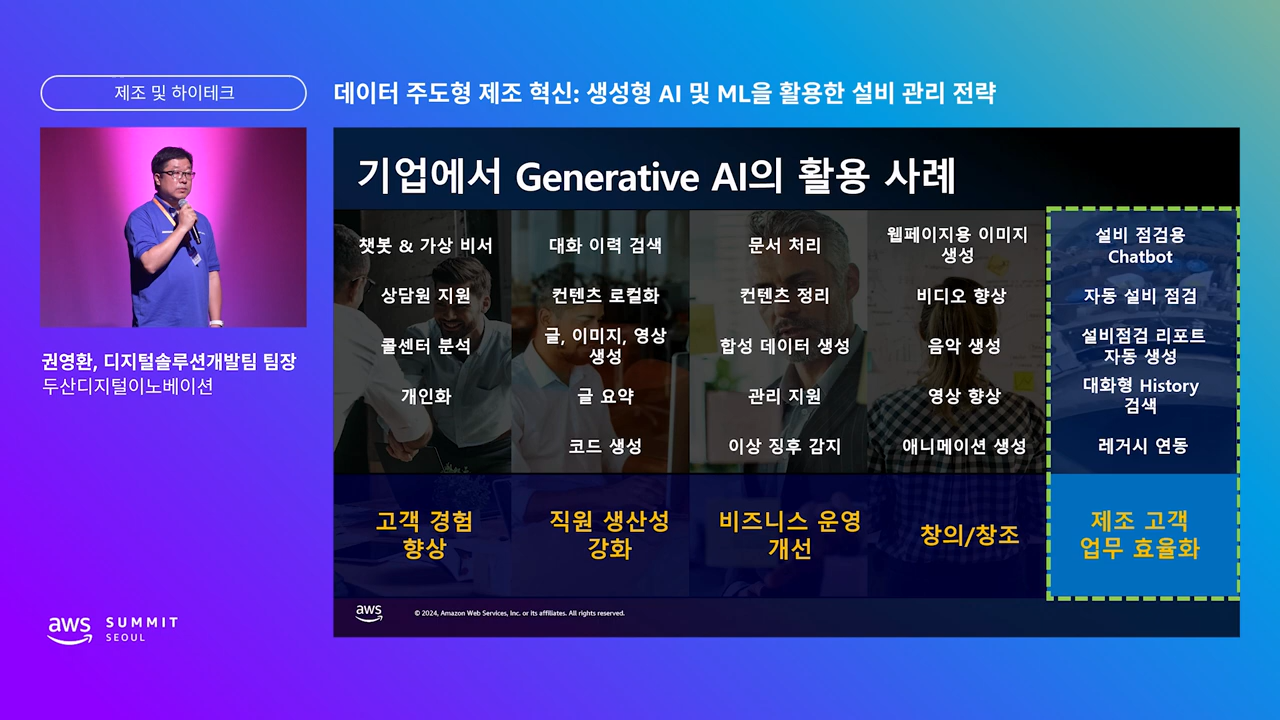 제조 및 하이테크
데이터 주도형 제조 혁신: 생성형 AI 및 ML을 활용한 설비 관리 전략
권영환, 디지털솔루션개발팀 팀장
두산디지털이노베이션
aws SUMMIT
SEOUL
기업에서 Generative AI의 활용 사례
챗봇 & 가상 비서
상담원 지원
콜센터 분석
개인화
고객 경험
향상
대화 이력 검색
컨텐츠 로컬화
글, 이미지, 영상
생성
글 요약
코드 생성
직원 생산성
강화
문서 처리
컨텐츠 정리
합성 데이터 생성
관리 지원
이상 징후 감지
비즈니스 운영
개선
웹페이지용 이미지
생성
비디오 향상
음악 생성
영상 향상
애니메이션 생성
창의/창조
설비 점검용
Chatbot
자동 설비 점검
설비점검 리포트
자동 생성
대화형 History
검색
레거시 연동
제조 고객
업무 효율화
aws
© 2024, Amazon Web Services, Inc. or its affiliates. All rights reserved.